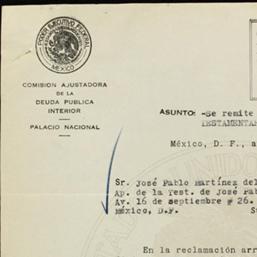 PODER EJECUTIVO FEDERAL
MEXICO
COMISION AJUSTADORA
DE LA
DEUDA PUBLICA
INTERIOR
PALACIO NACIONAL
ASUNTO: -Se remite
TESTAMENTAR
México, D. F., a
Sr. José Pablo Martínez del
Ap. de la Test. de José Pab
Av. 16 de septiembre # 26.
México, D.F.
En la reclamación arr